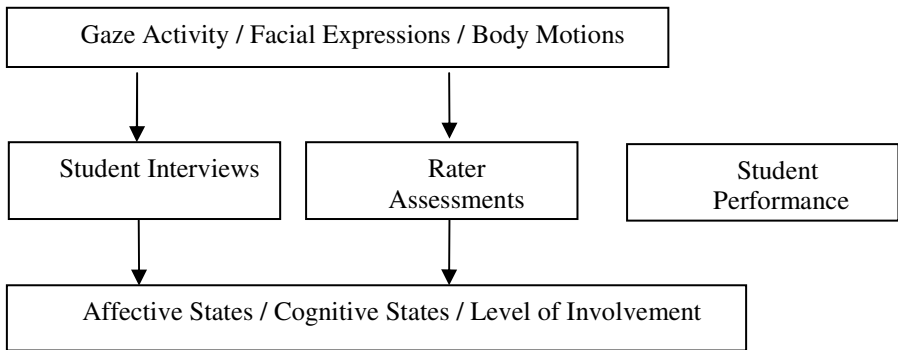 Gaze Activity / Facial Expressions / Body Motions
Student Interviews
Rater
Assessments
Student
Performance
Affective States / Cognitive States / Level of Involvement